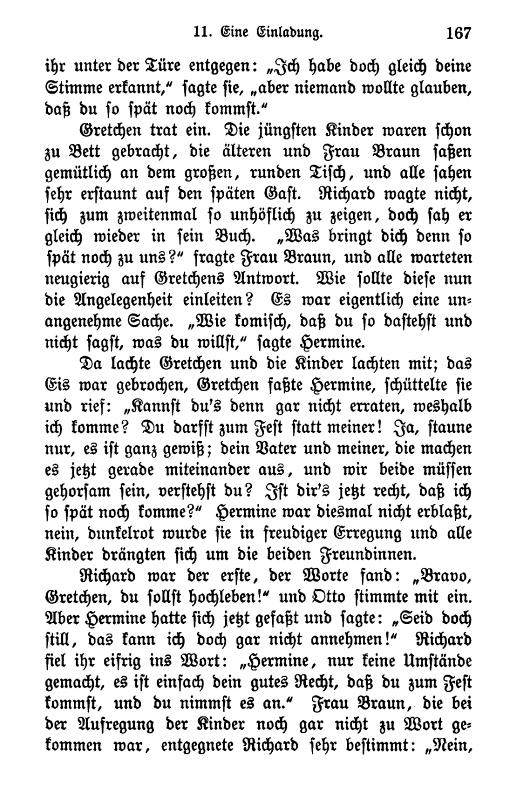 11. Eine Einladung. 167
ihr unter der Türe entgegen: „Ich habe doch gleich deine
Stimme erkannt,“ sagte sie, „aber niemand wollte glauben,
daß du so spät noch kommst.“
Gretchen trat ein. Die jüngsten Kinder waren schon
zu Bett gebracht, die älteren und Frau Braun saßen
gemütlich an dem großen, runden Tisch, und alle sahen
sehr erstaunt auf den späten Gast. Richard wagte nicht,
sich zum zweitenmal so unhöflich zu zeigen, doch sah er
gleich wieder in sein Buch. „Was bringt dich denn so
spät noch zu uns?“ fragte Frau Braun, und alle warteten
neugierig auf Gretchens Antwort. Wie sollte diese nun
die Angelegenheit einleiten? Es war eigentlich eine un-
angenehme Sache. „Wie komisch, daß du so dastehst und
nicht sagst, was du willst,“ sagte Hermine.
Da lachte Gretchen und die Kinder lachten mit; das
Eis war gebrochen, Gretchen faßte Hermine, schüttelte sie
und rief: „Kannst du's denn gar nicht erraten, weshalb
ich komme? Du darfst zum Fest statt meiner! Ja, staune
nur, es ist ganz gewiß; dein Vater und meiner, die machen
es jetzt gerade miteinander aus, und wir beide müssen
gehorsam sein, verstehst du? Ist dir's jetzt recht, daß ich
so spät noch komme?“ Hermine war diesmal nicht erblaßt,
nein, dunkelrot wurde sie in freudiger Erregung und alle
Kinder drängten sich um die beiden Freundinnen.
Richard war der erste, der Worte fand: „Bravo,
Gretchen, du sollst hochleben!“ und Otto stimmte mit ein.
Aber Hermine hatte sich jetzt gefaßt und sagte: „Seid doch
still, das kann ich doch gar nicht annehmen!“ Richard
fiel ihr eifrig ins Wort: „Hermine, nur keine Umstände
gemacht, es ist einfach dein gutes Recht, daß du zum Fest
kommst, und du nimmst es an.“ Frau Braun, die bei
der Aufregung der Kinder noch gar nicht zu Wort ge-
kommen war, entgegnete Richard sehr bestimmt: „Nein,